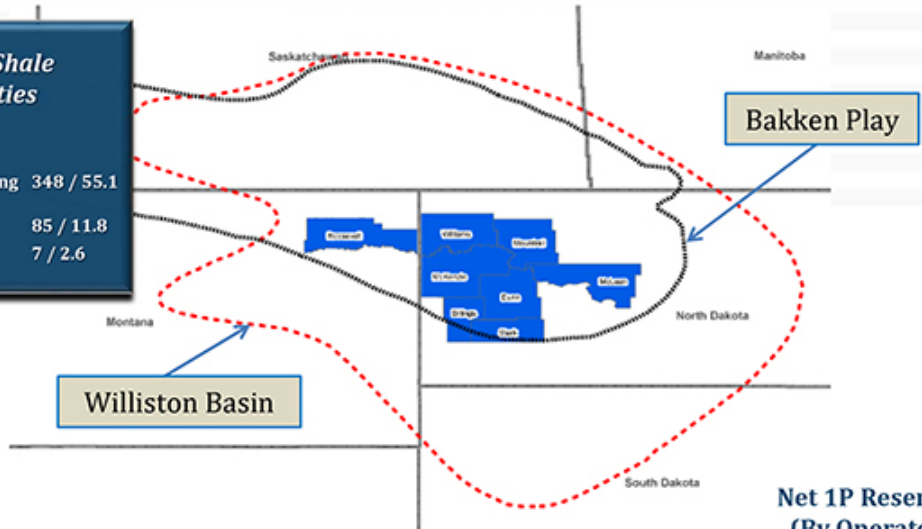 Shale
ties
ng 348 / 55.1
85 / 11.8
7 / 2.6
Saskatchewan
Manitoba
Bakken Play
Roosevelt
Williams
Mountrail
McKenzie
McLean
Dunn
Billings
Stark
Montana
North Dakota
Williston Basin
South Dakota
Net 1P Reser
(By Operat